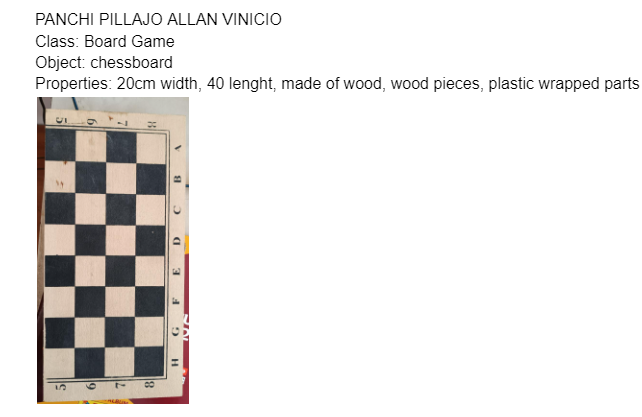 PANCHI PILLAJO ALLAN VINICIO
Class: Board Game
Object: chessboard
Properties: 20cm width, 40 lenght, made of wood, wood pieces, plastic wrapped parts
5 6 7 8
A
B
C
D
E
F
G
H
5 6 7 8